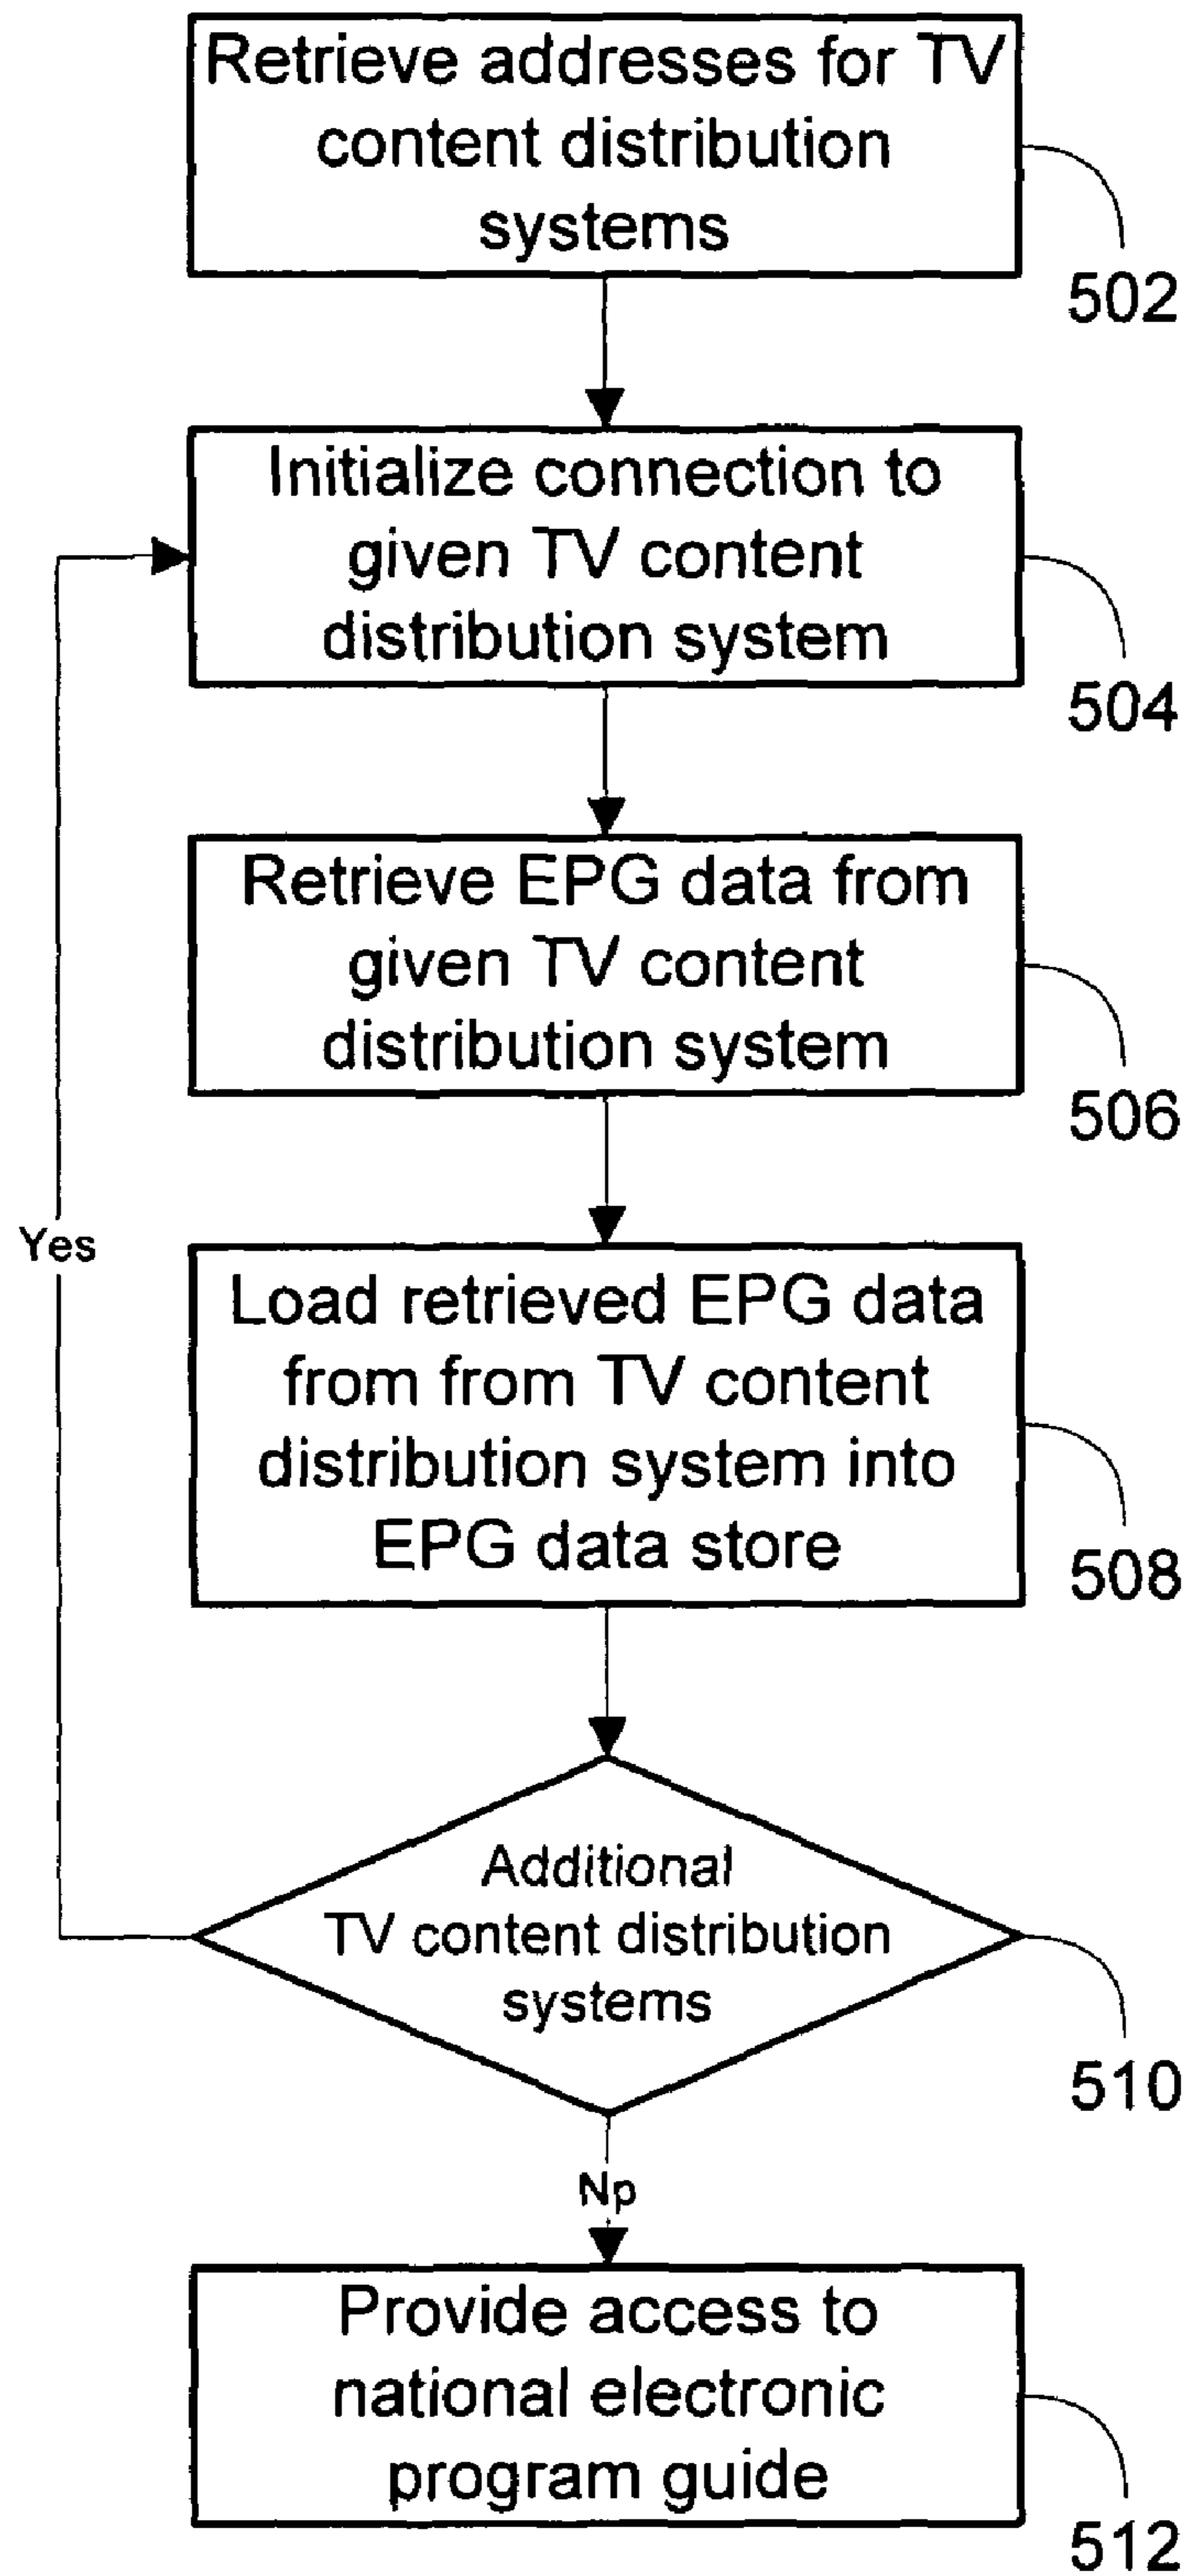 Retrieve addresses for TV
content distribution
systems
502
Initialize connection to
given TV content
distribution system
504
Retrieve EPG data from
given TV content
distribution system
506
Yes
Load retrieved EPG data
from from TV content
distribution system into
EPG data store
508
Additional
TV content distribution
systems
510
Np
Provide access to
national electronic
program guide
512